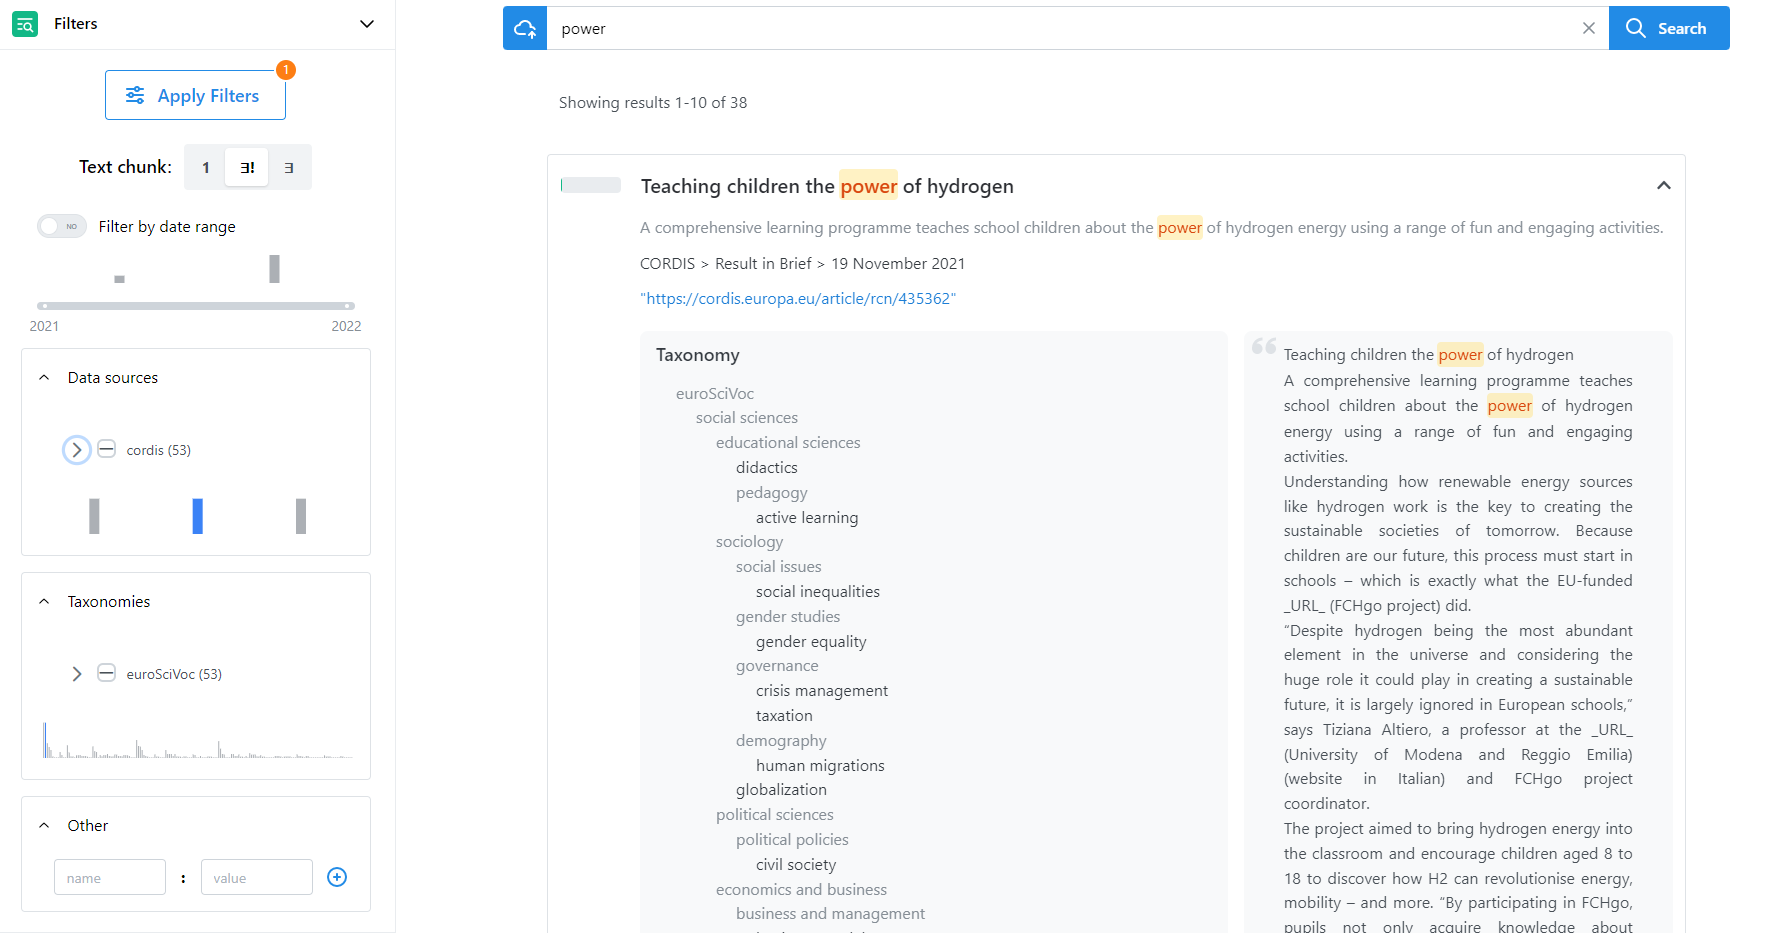 Filters
1
Apply Filters
Text chunk: 1 ∃! ∃
NO Filter by date range
2021 2022
Data sources
cordis (53)
Taxonomies
euroSciVoc (53)
Other
name : value
power
Search
Showing results 1-10 of 38
Teaching children the power of hydrogen
A comprehensive learning programme teaches school children about the power of hydrogen energy using a range of fun and engaging activities.
CORDIS > Result in Brief > 19 November 2021
"https://cordis.europa.eu/article/rcn/435362"
Taxonomy
euroSciVoc
social sciences
educational sciences
didactics
pedagogy
active learning
sociology
social issues
social inequalities
gender studies
gender equality
governance
crisis management
taxation
demography
human migrations
globalization
political sciences
political policies
civil society
economics and business
business and management
Teaching children the power of hydrogen
A comprehensive learning programme teaches
school children about the power of hydrogen
energy using a range of fun and engaging
activities.
Understanding how renewable energy sources
like hydrogen work is the key to creating the
sustainable societies of tomorrow. Because
children are our future, this process must start in
schools – which is exactly what the EU-funded
_URL_ (FCHgo project) did.
“Despite hydrogen being the most abundant
element in the universe and considering the
huge role it could play in creating a sustainable
future, it is largely ignored in European schools,”
says Tiziana Altiero, a professor at the _URL_
(University of Modena and Reggio Emilia)
(website in Italian) and FCHgo project
coordinator.
The project aimed to bring hydrogen energy into
the classroom and encourage children aged 8 to
18 to discover how H2 can revolutionise energy,
mobility – and more. “By participating in FCHgo,
pupils not only acquire knowledge about